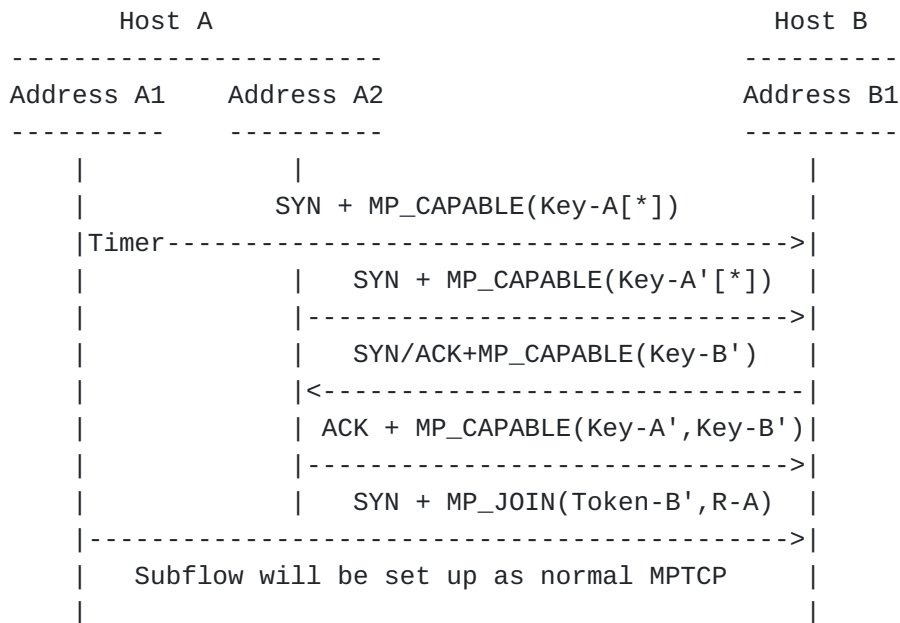 Host A                                    Host B
------------------------                       ----------
Address A1    Address A2                       Address B1
----------    ----------                       ----------
    |             |                                |
    |           SYN + MP_CAPABLE(Key-A[*])         |
    |Timer---------------------------------------->|
    |             |   SYN + MP_CAPABLE(Key-A'[*])  |
    |             |------------------------------->|
    |             |   SYN/ACK+MP_CAPABLE(Key-B')   |
    |             |<-------------------------------|
    |             | ACK + MP_CAPABLE(Key-A',Key-B')|
    |             |------------------------------->|
    |             |   SYN + MP_JOIN(Token-B',R-A)  |
    |--------------------------------------------->|
    |  Subflow will be set up as normal MPTCP      |
    |                                              |